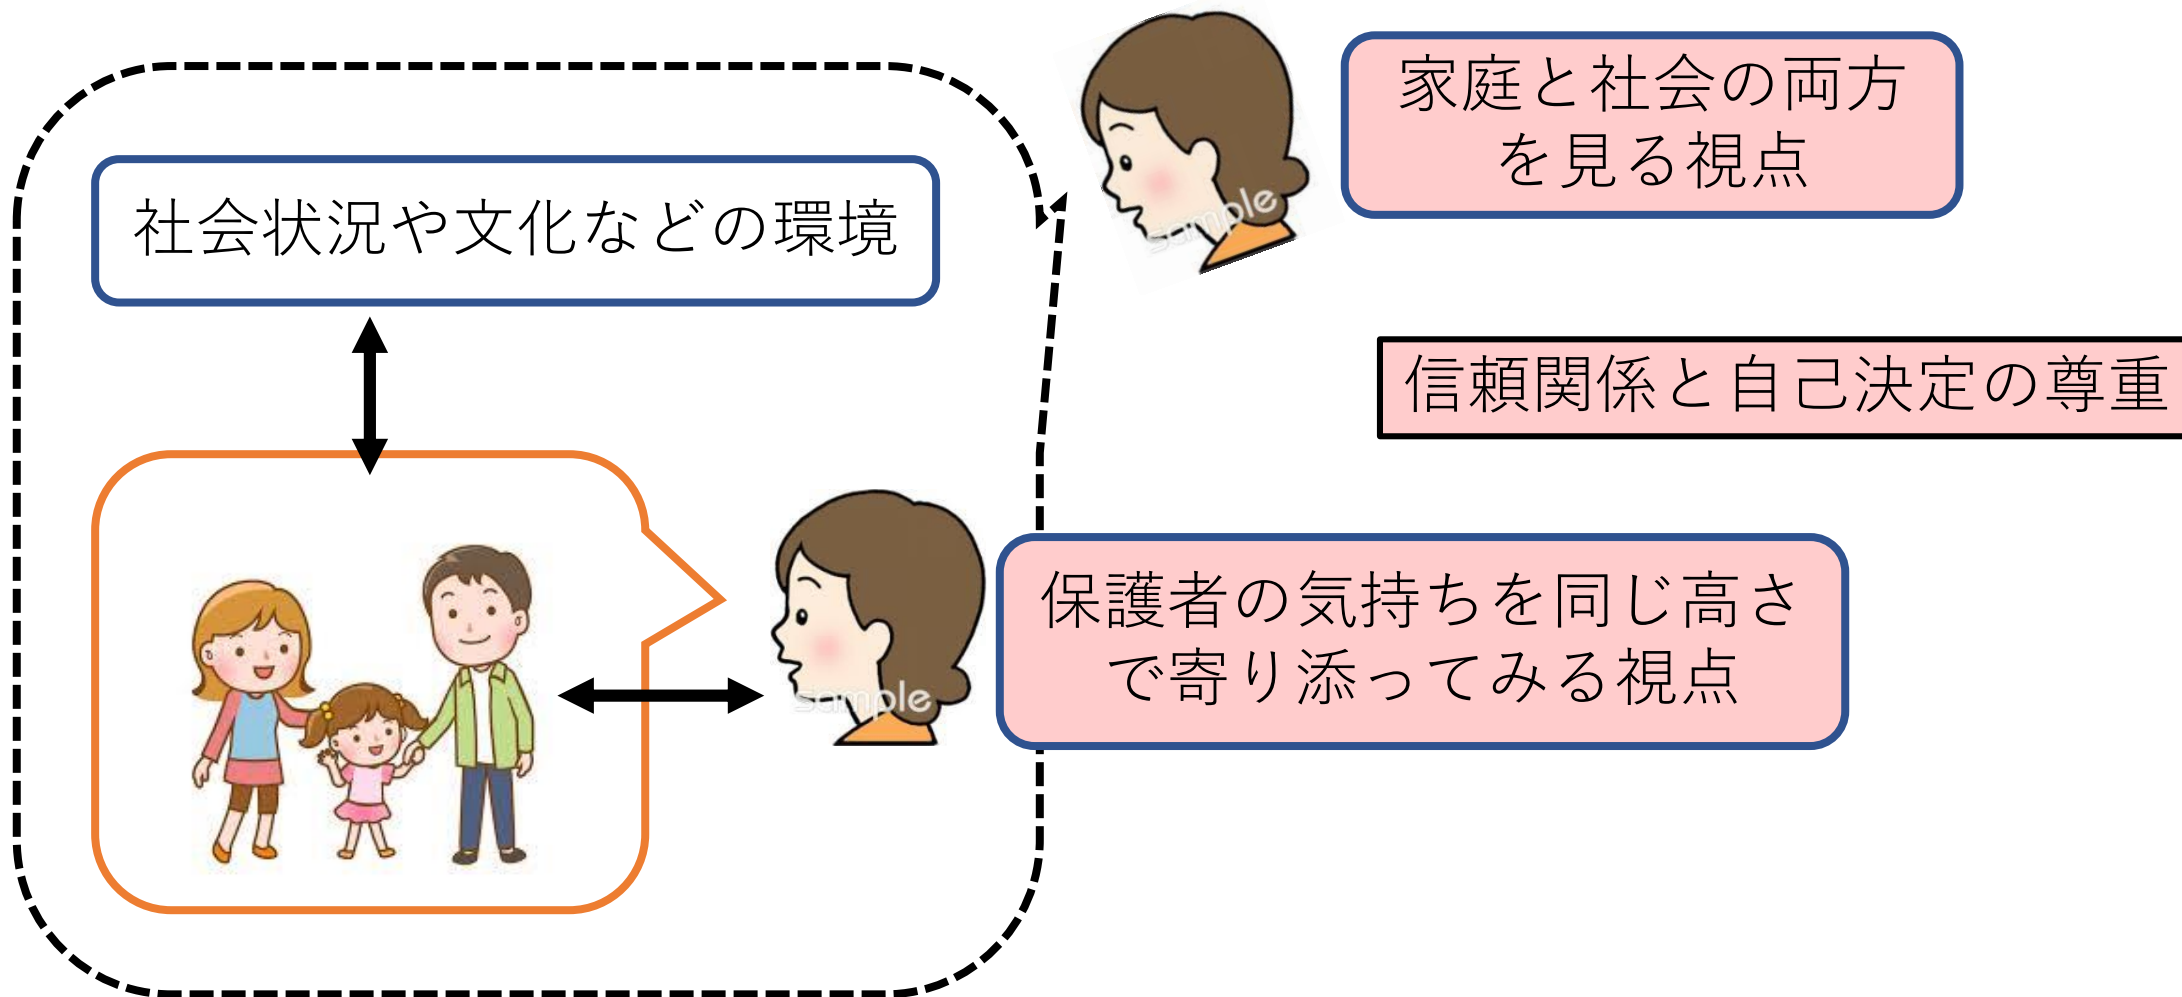 家庭と社会の両方
を見る視点
社会状況や文化などの環境
sample
信頼関係と自己決定の尊重
保護者の気持ちを同じ高さ
で寄り添ってみる視点
sample